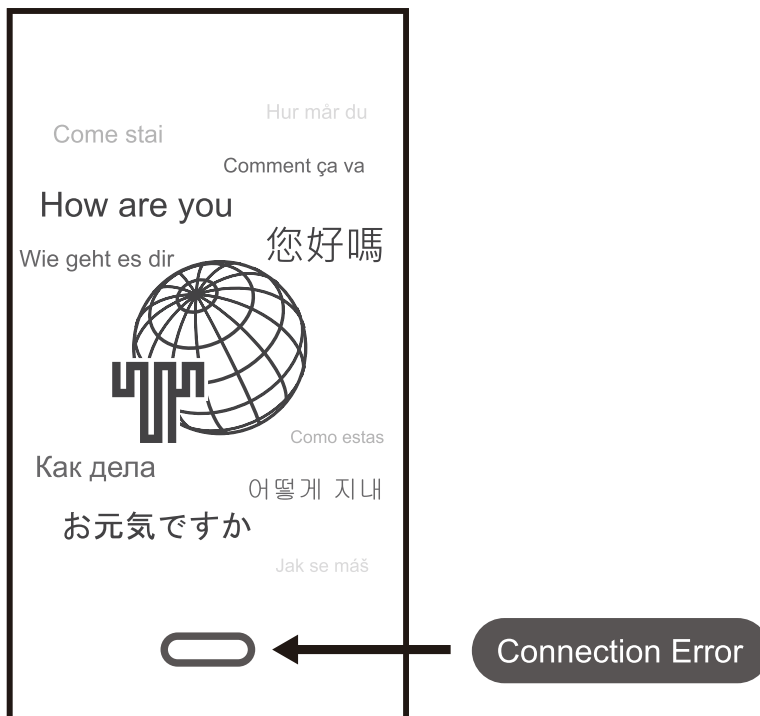 Hur mår du
Come stai
Comment ça va
How are you
您好嗎
Wie geht es dir
Como estas
Как дела
어떻게 지내
お元気ですか
Jak se máš
Connection Error